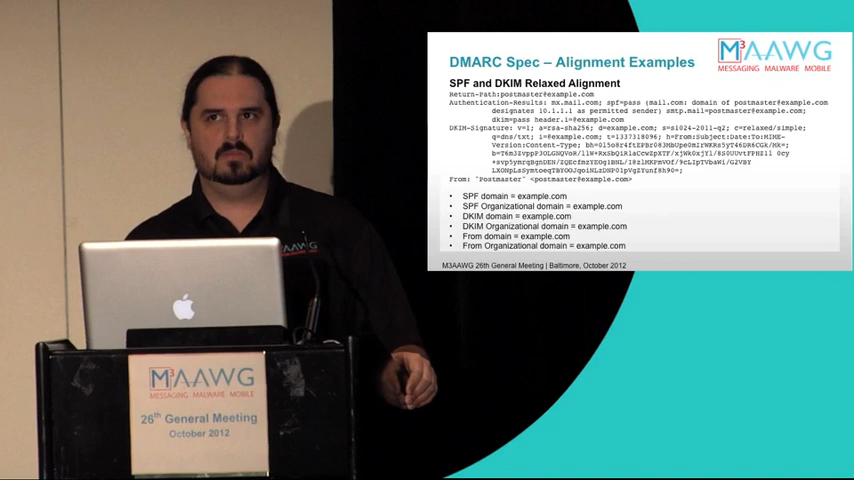 DMARC Spec – Alignment Examples
M3AAWG
MESSAGING MALWARE MOBILE
SPF and DKIM Relaxed Alignment
Return-Path:postmaster@example.com
Authentication-Results: mx.mail.com; spf=pass (mail.com: domain of postmaster@example.com
designates 10.1.1.1 as permitted sender) smtp.mail=postmaster@example.com;
dkim=pass header.i=@example.com
DKIM-Signature: v=1; a=rsa-sha256; d=example.com; s=s1024-2011-q2; c=relaxed/simple;
q=dns/txt; i=@example.com; t=1337318096; h=From:Subject:Date:To:MIME-
Version:Content-Type;
From: "Postmaster" <postmaster@example.com>
• SPF domain = example.com
• SPF Organizational domain = example.com
• DKIM domain = example.com
• DKIM Organizational domain = example.com
• From domain = example.com
• From Organizational domain = example.com
M3AAWG 26th General Meeting | Baltimore, October 2012
AAWG
M3AAWG
MESSAGING MALWARE MOBILE
26th General Meeting
October 2012